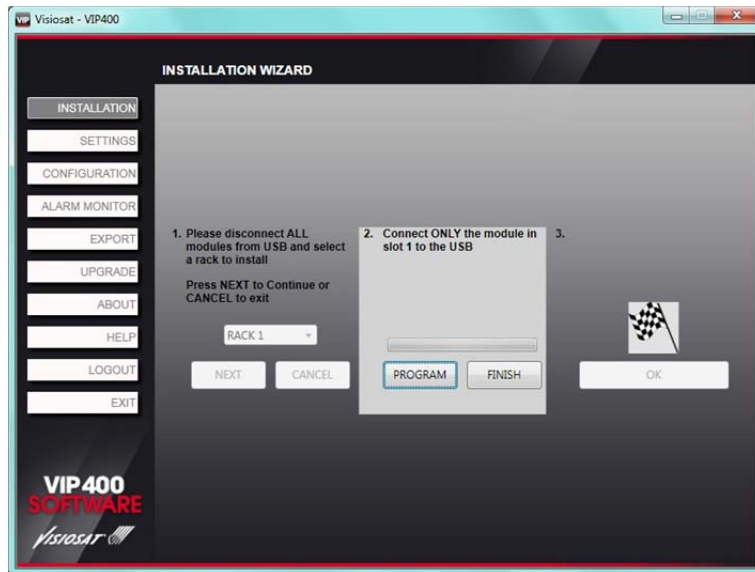 VIP Visiosat - VIP400
INSTALLATION WIZARD
INSTALLATION
SETTINGS
CONFIGURATION
ALARM MONITOR
EXPORT
UPGRADE
ABOUT
HELP
LOGOUT
EXIT
1. Please disconnect ALL
modules from USB and select
a rack to install
Press NEXT to Continue or
CANCEL to exit
RACK 1
NEXT CANCEL
2. Connect ONLY the module in
slot 1 to the USB
PROGRAM FINISH
3.
OK
VIP400
SOFTWARE
VISIOSAT